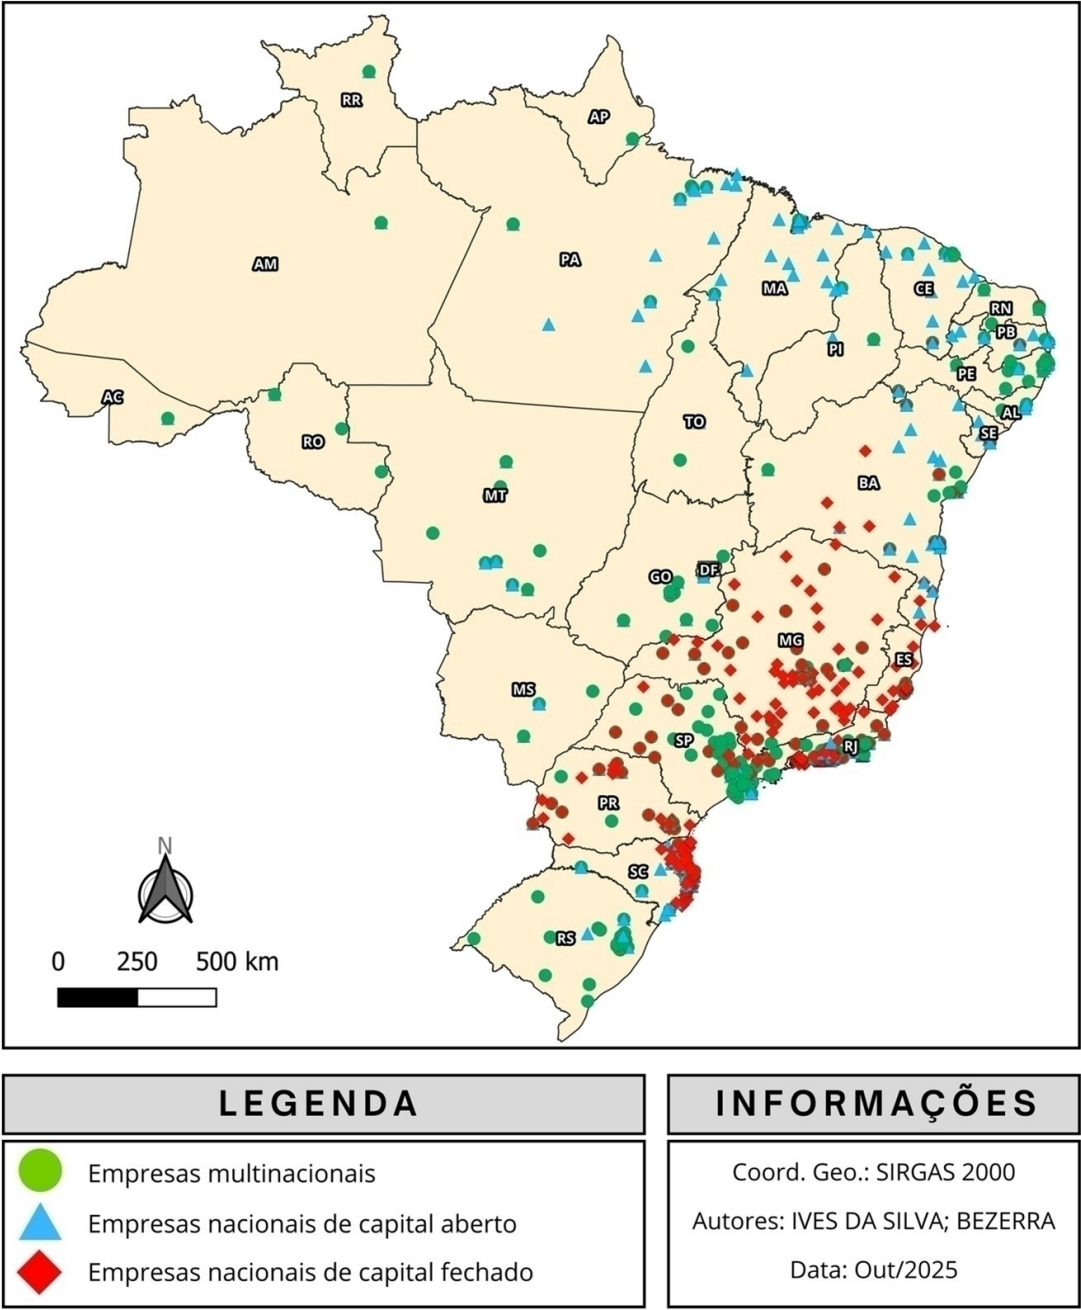 RR
AP
AM
PA
MA
CE
RN
PB
PI
PE
AC
AL
TO
SE
RO
BA
MT
DF
GO
MG
ES
MS
SP
RJ
PR
SC
RS
N
0 250 500 km
LEGENDA
Empresas multinacionais
Empresas nacionais de capital aberto
Empresas nacionais de capital fechado
INFORMAÇÕES
Coord. Geo.: SIRGAS 2000
Autores: IVES DA SILVA; BEZERRA
Data: Out/2025